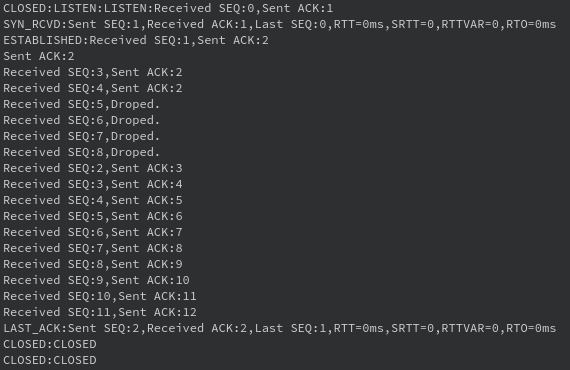 CLOSED:LISTEN:LISTEN:Received SEQ:0,Sent ACK:1
SYN_RCVD:Sent SEQ:1,Received ACK:1,Last SEQ:0,RTT=0ms,SRTT=0,RTTVAR=0,RTO=0ms
ESTABLISHED:Received SEQ:1,Sent ACK:2
Sent ACK:2
Received SEQ:3,Sent ACK:2
Received SEQ:4,Sent ACK:2
Received SEQ:5,Droped.
Received SEQ:6,Droped.
Received SEQ:7,Droped.
Received SEQ:8,Droped.
Received SEQ:2,Sent ACK:3
Received SEQ:3,Sent ACK:4
Received SEQ:4,Sent ACK:5
Received SEQ:5,Sent ACK:6
Received SEQ:6,Sent ACK:7
Received SEQ:7,Sent ACK:8
Received SEQ:8,Sent ACK:9
Received SEQ:9,Sent ACK:10
Received SEQ:10,Sent ACK:11
Received SEQ:11,Sent ACK:12
LAST_ACK:Sent SEQ:2,Received ACK:2,Last SEQ:1,RTT=0ms,SRTT=0,RTTVAR=0,RTO=0ms
CLOSED:CLOSED
CLOSED:CLOSED